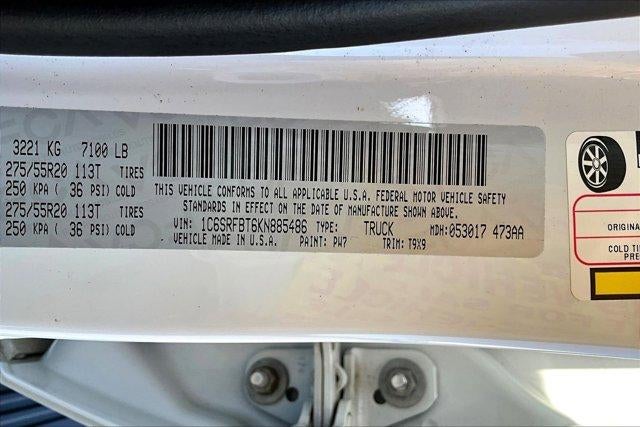 3221 KG 7100 LB
275/55R20 113T TIRES
250 KPA ( 36 PSI) COLD
275/55R20 113T TIRES
250 KPA ( 36 PSI) COLD
THIS VEHICLE CONFORMS TO ALL APPLICABLE U.S.A. FEDERAL MOTOR VEHICLE SAFETY
STANDARDS IN EFFECT ON THE DATE OF MANUFACTURE SHOWN ABOVE.
VIN: 1C6SRFBT6KN885486 TYPE: TRUCK MDH: 053017 473AA
VEHICLE MADE IN U.S.A. PAINT: PW7 TRIM: T9X9
ORIGINA
COLD TI
PRE